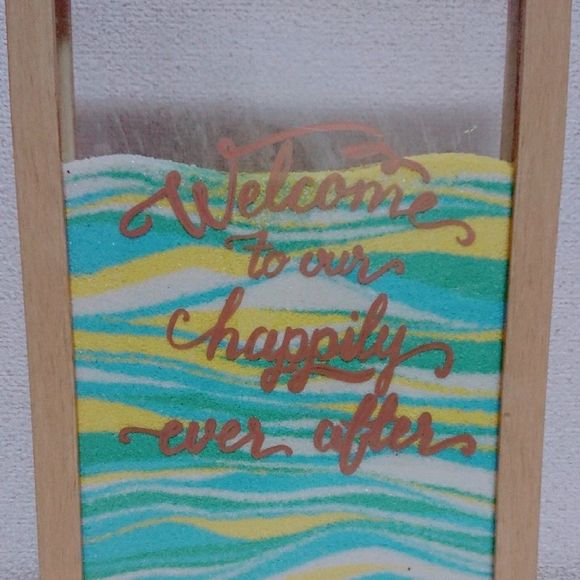 Welcome
to our
happily
ever after